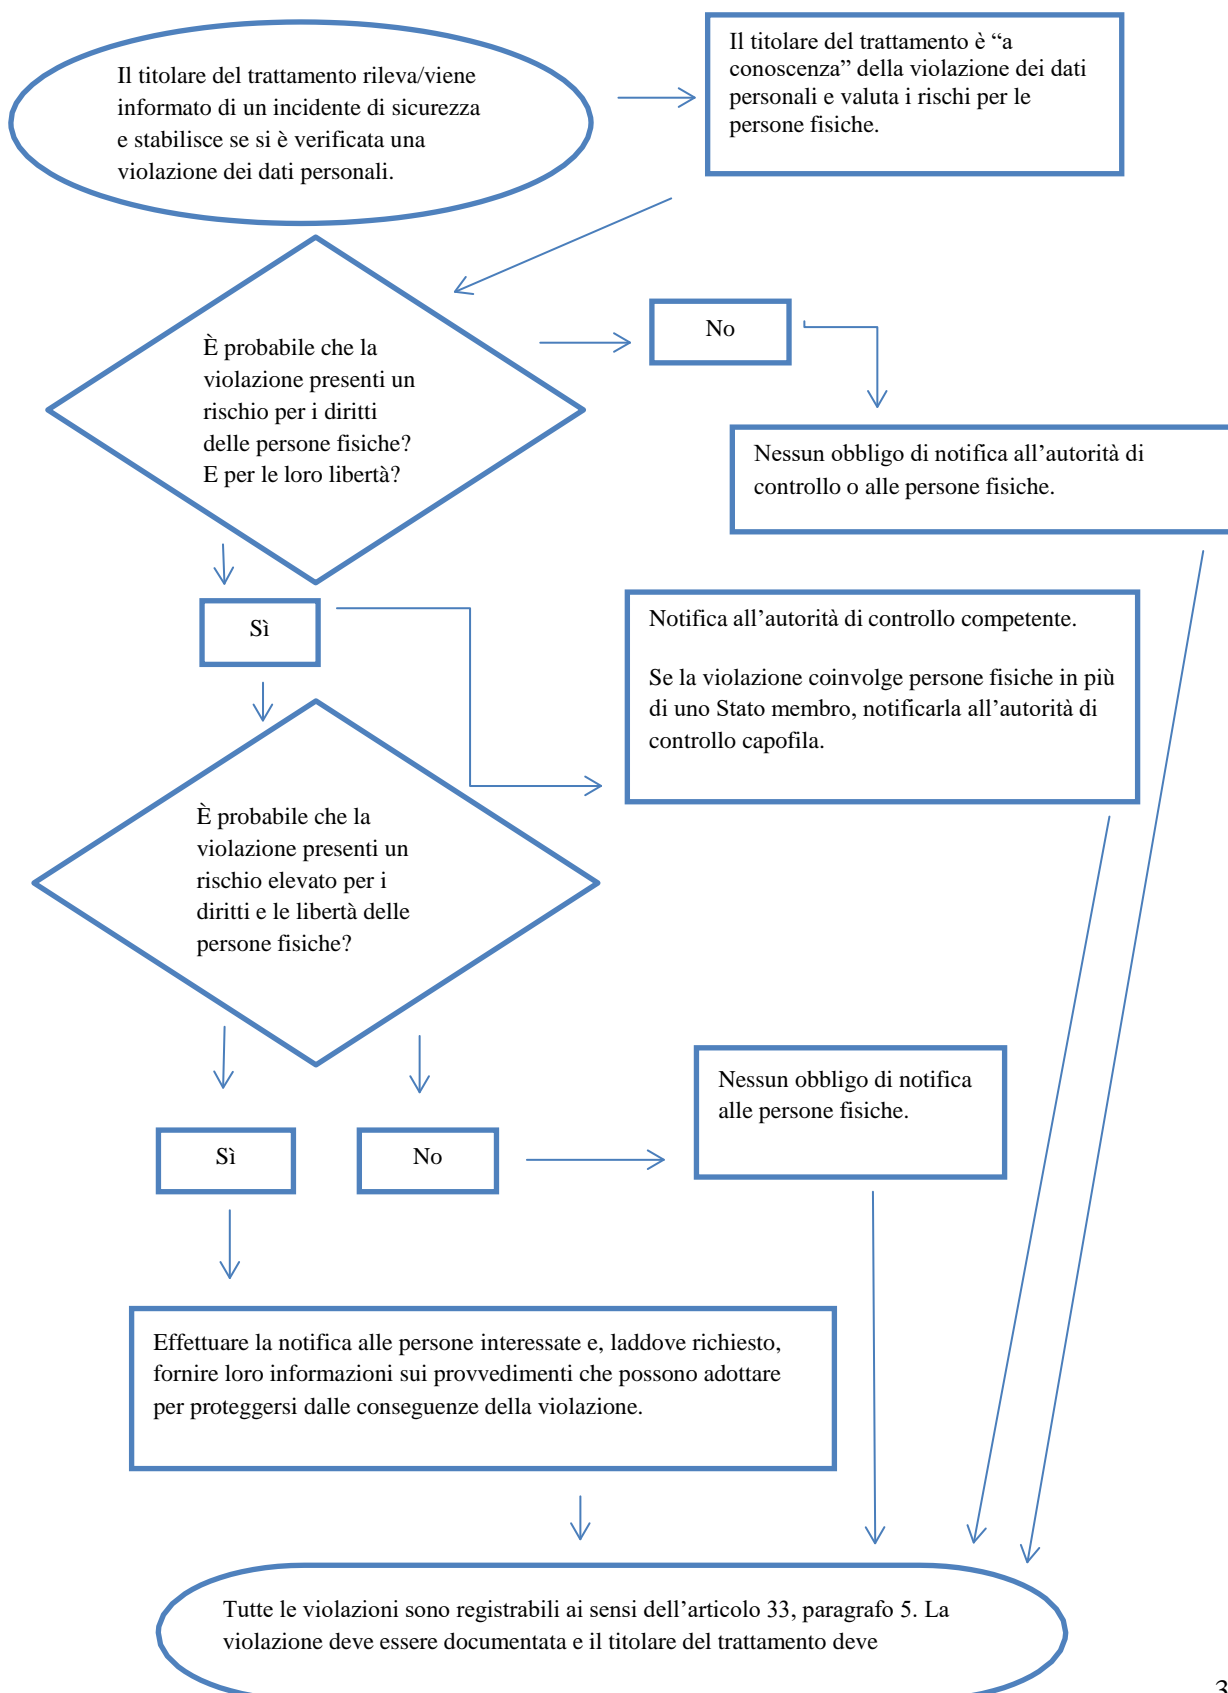 Il titolare del trattamento rileva/viene
informato di un incidente di sicurezza
e stabilisce se si è verificata una
violazione dei dati personali.
Il titolare del trattamento è “a
conoscenza” della violazione dei dati
personali e valuta i rischi per le
persone fisiche.
È probabile che la
violazione presenti un
rischio per i diritti
delle persone fisiche?
E per le loro libertà?
No
Nessun obbligo di notifica all’autorità di
controllo o alle persone fisiche.
Sì
Notifica all’autorità di controllo competente.
Se la violazione coinvolge persone fisiche in più
di uno Stato membro, notificarla all’autorità di
controllo capofila.
È probabile che la
violazione presenti un
rischio elevato per i
diritti e le libertà delle
persone fisiche?
Sì
No
Nessun obbligo di notifica
alle persone fisiche.
Effettuare la notifica alle persone interessate e, laddove richiesto,
fornire loro informazioni sui provvedimenti che possono adottare
per proteggersi dalle conseguenze della violazione.
Tutte le violazioni sono registrabili ai sensi dell’articolo 33, paragrafo 5. La
violazione deve essere documentata e il titolare del trattamento deve